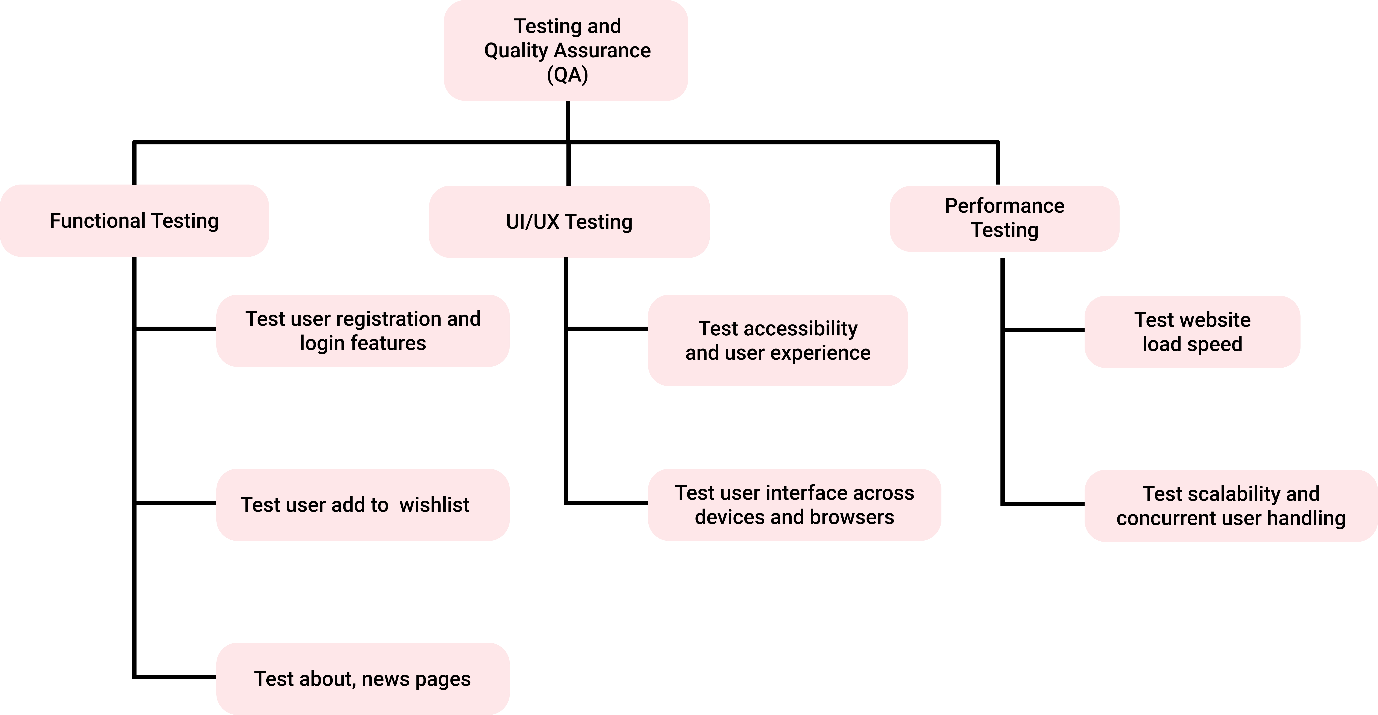 Testing and
Quality Assurance
(QA)
Functional Testing
UI/UX Testing
Performance
Testing
Test user registration and
login features
Test accessibility
and user experience
Test website
load speed
Test user add to  wishlist
Test user interface across
devices and browsers
Test scalability and
concurrent user handling
Test about, news pages